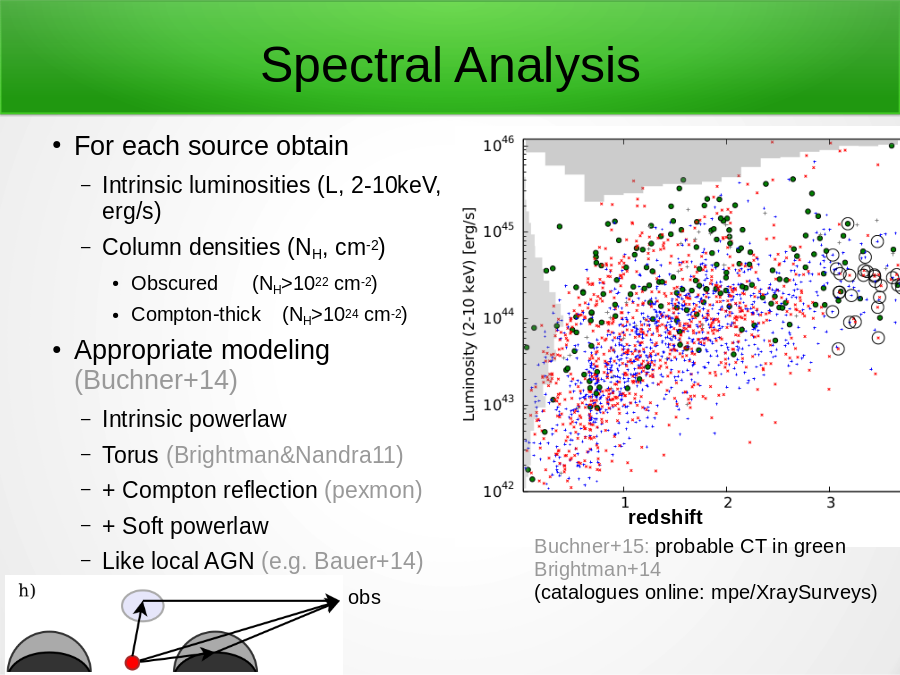 Spectral Analysis
• For each source obtain
– Intrinsic luminosities (L, 2-10keV,
erg/s)
– Column densities (NH, cm-2)
• Obscured (NH>1022 cm-2)
• Compton-thick (NH>1024 cm-2)
• Appropriate modeling
(Buchner+14)
– Intrinsic powerlaw
– Torus (Brightman&Nandra11)
– + Compton reflection (pexmon)
– + Soft powerlaw
– Like local AGN (e.g. Bauer+14)
h)
obs
Luminosity (2-10 keV) [erg/s]
1046
1045
1044
1043
1042
1 2 3
redshift
Buchner+15: probable CT in green
Brightman+14
(catalogues online: mpe/XraySurveys)